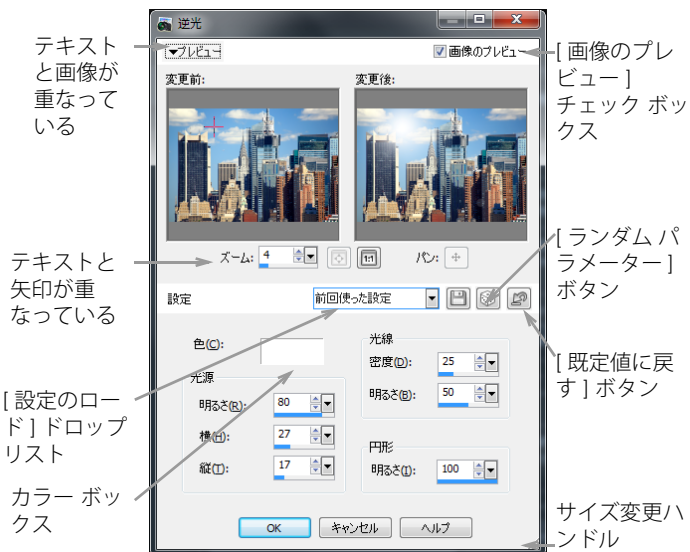 逆光
テキスト
と画像が
重なって
いる
▼プレビュー
画像のプレビュー
[ 画像のプレ
ビュー ]
チェック ボッ
クス
変更前:
変更後:
テキストと
矢印が重
なっている
ズーム: 4
1:1
パン:
[ ランダム パ
ラメーター ]
ボタン
設定
前回使った設定
[ 既定値に戻
す ] ボタン
色(C):
光線
密度(D): 25
明るさ(B): 50
光源
明るさ(R): 80
横(H): 27
縦(T): 17
円形
明るさ(I): 100
[ 設定のロー
ド ] ドロップ
リスト
カラー ボッ
クス
OK
キャンセル
ヘルプ
サイズ変更ハ
ンドル